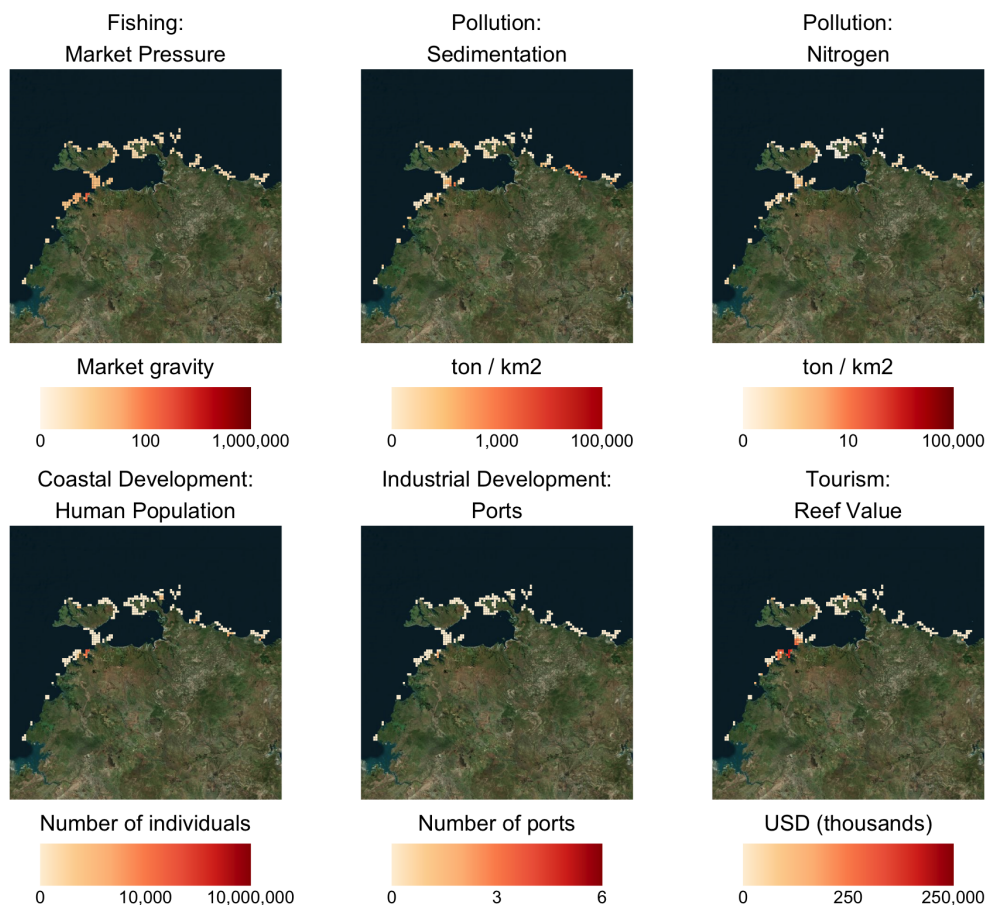 Fishing:
Market Pressure
Pollution:
Sedimentation
Pollution:
Nitrogen
Market gravity
0 100 1,000,000
ton / km2
0 1,000 100,000
ton / km2
0 10 100,000
Coastal Development:
Human Population
Industrial Development:
Ports
Tourism:
Reef Value
Number of individuals
0 10,000 10,000,000
Number of ports
0 3 6
USD (thousands)
0 250 250,000